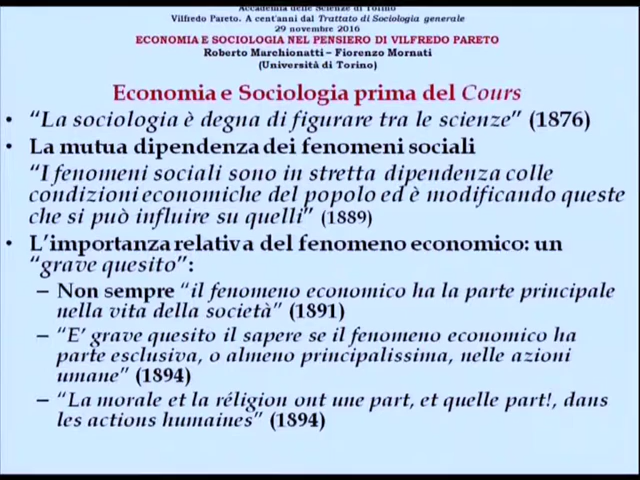 Accademia delle Scienze di Torino
Vilfredo Pareto. A cent'anni dal Trattato di Sociologia generale
29 novembre 2016
ECONOMIA E SOCIOLOGIA NEL PENSIERO DI VILFREDO PARETO
Roberto Marchionatti – Fiorenzo Mornati
(Università di Torino)
Economia e Sociologia prima del Cours
• “La sociologia è degna di figurare tra le scienze” (1876)
• La mutua dipendenza dei fenomeni sociali
“I fenomeni sociali sono in stretta dipendenza colle
condizioni economiche del popolo ed è modificando queste
che si può influire su quelli” (1889)
• L’importanza relativa del fenomeno economico: un
“grave quesito”:
– Non sempre “il fenomeno economico ha la parte principale
nella vita della società” (1891)
– “E’ grave quesito il sapere se il fenomeno economico ha
parte esclusiva, o almeno principalissima, nelle azioni
umane” (1894)
– “La morale et la réligion ont une part, et quelle part!, dans
les actions humaines” (1894)